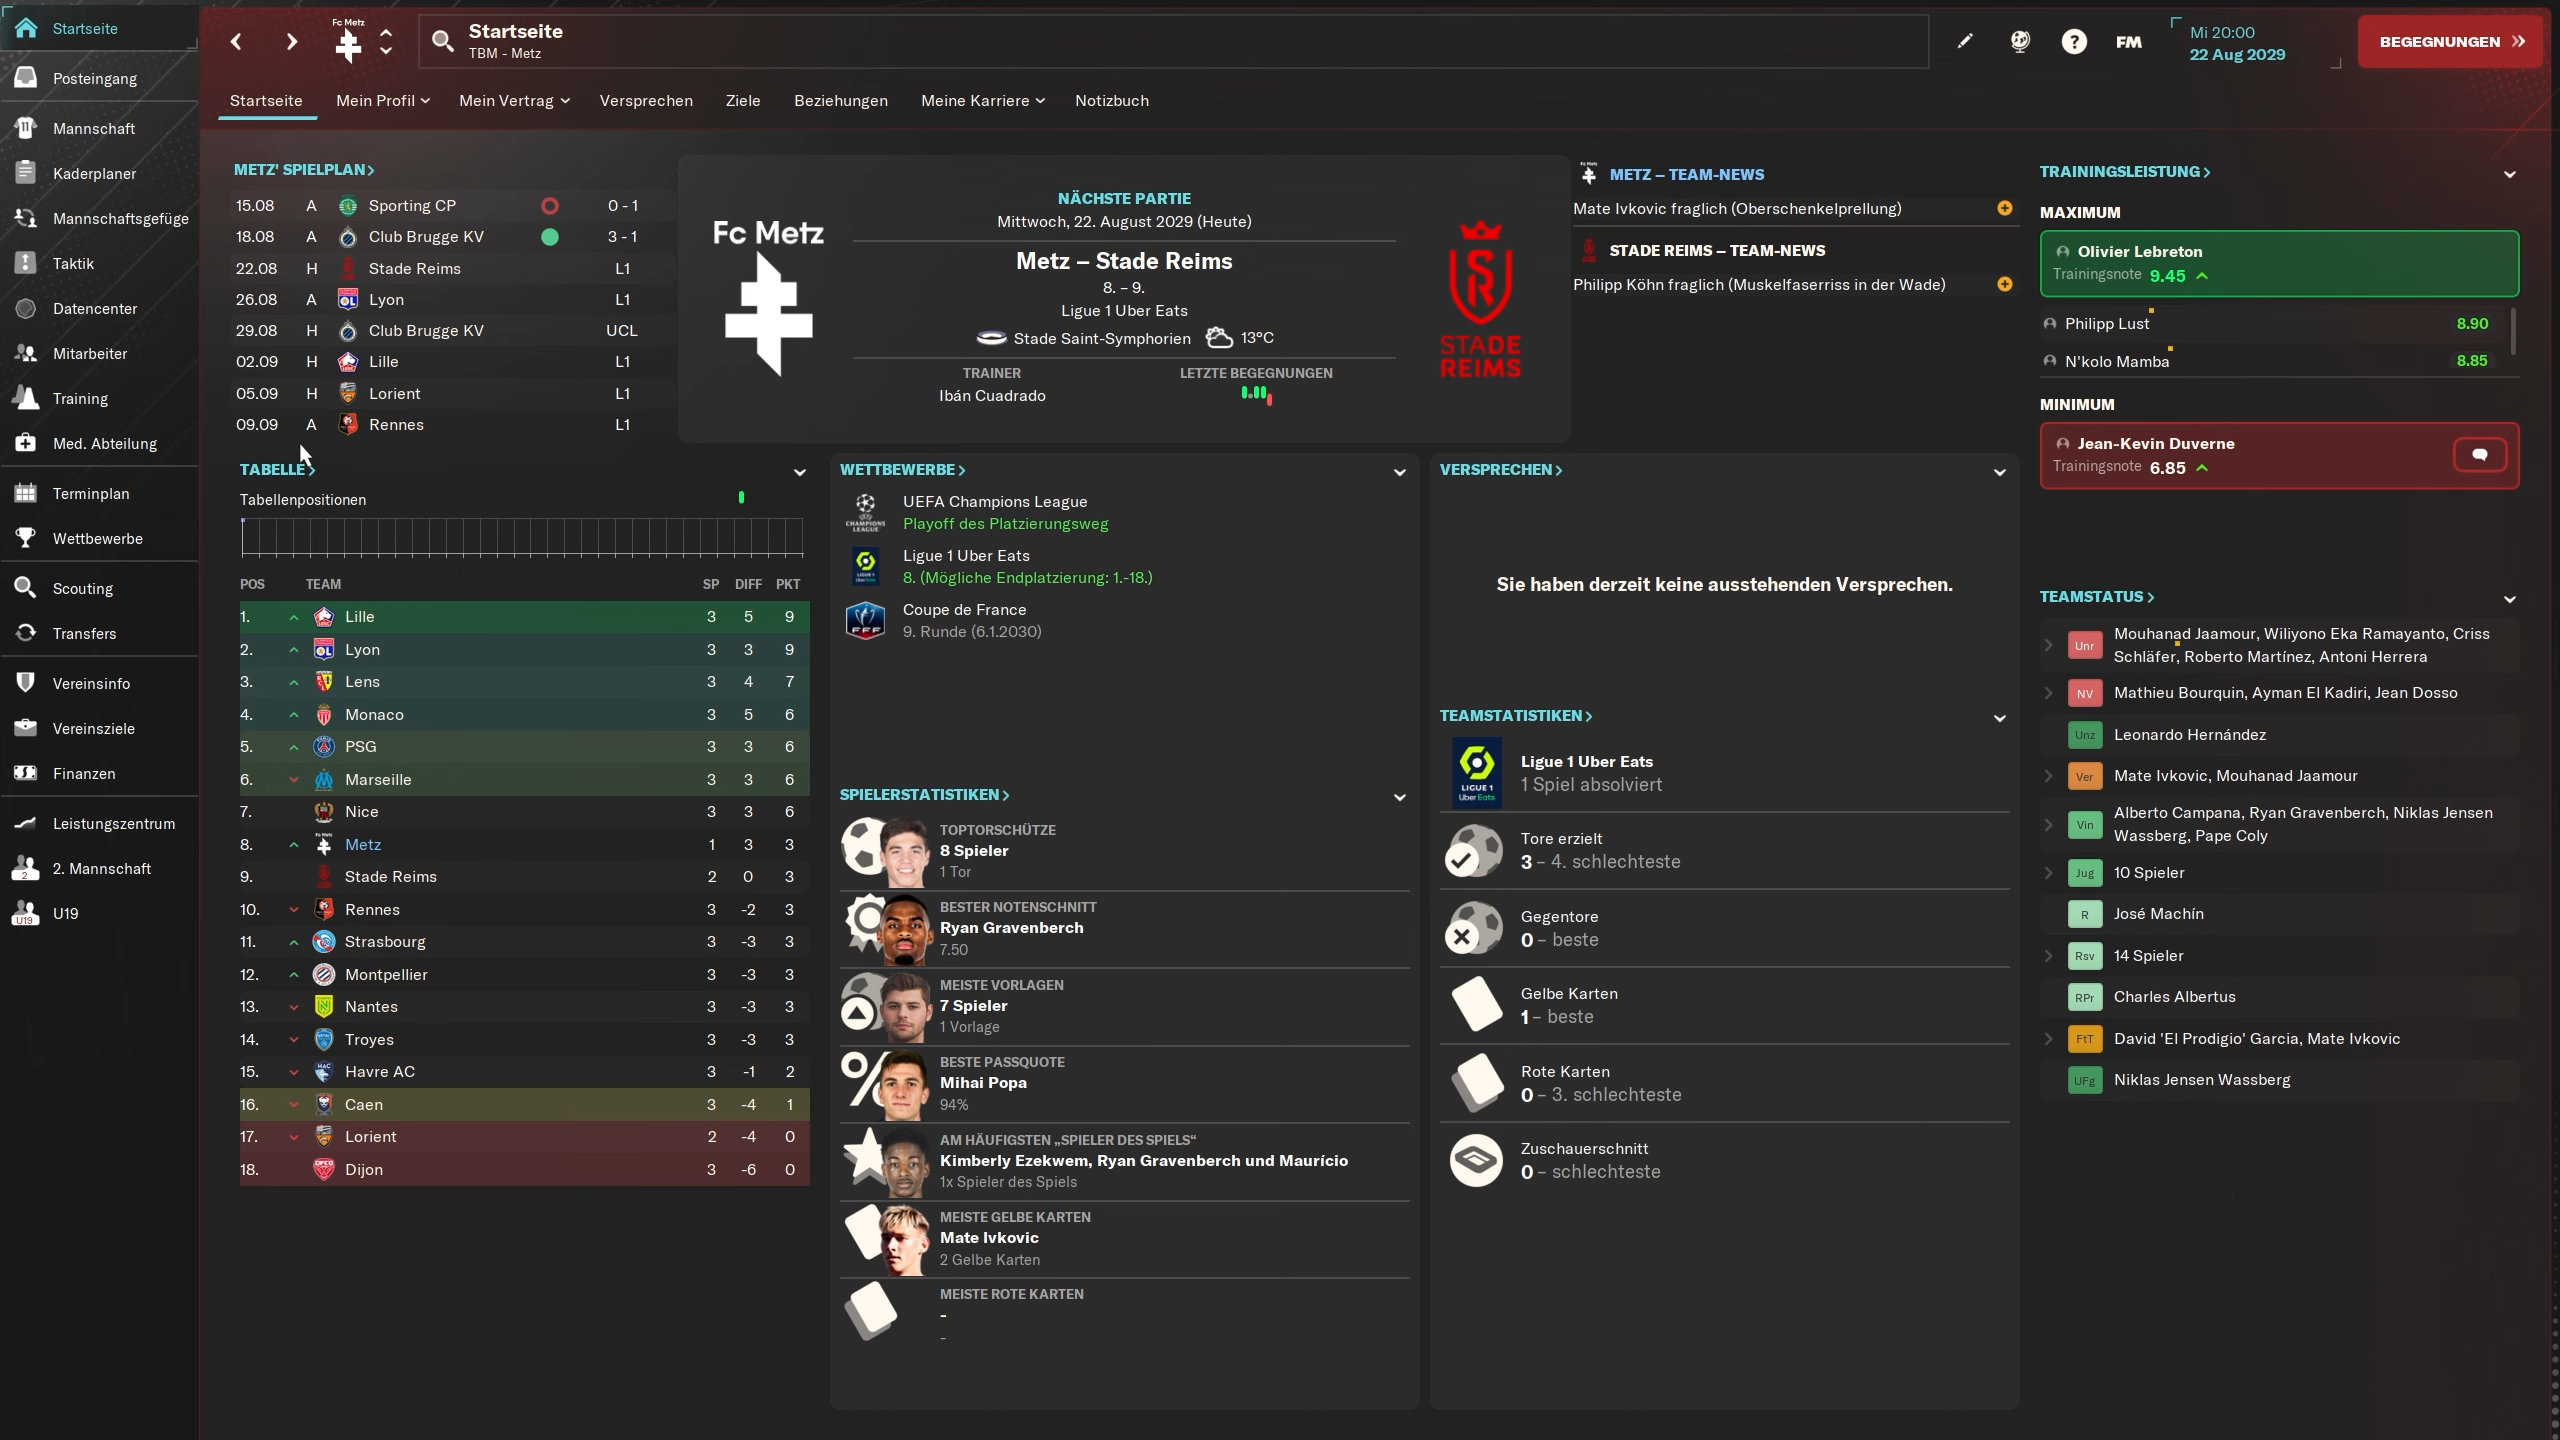 Startseite
Posteingang
Mannschaft
Kaderplaner
Mannschaftsgefüge
Taktik
Datencenter
Mitarbeiter
Training
Med. Abteilung
Terminplan
Wettbewerbe
Scouting
Transfers
Vereinsinfo
Vereinsziele
Finanzen
Leistungszentrum
2 2. Mannschaft
U19 U19
Fc Metz
Startseite
TBM - Metz
FM
Mi 20:00
22 Aug 2029
BEGEGNUNGEN
Startseite Mein Profil Mein Vertrag Versprechen Ziele Beziehungen Meine Karriere Notizbuch
METZ' SPIELPLAN
15.08 A Sporting CP 0 - 1
18.08 A Club Brugge KV 3 - 1
22.08 H Stade Reims L1
26.08 A Lyon L1
29.08 H Club Brugge KV UCL
02.09 H Lille L1
05.09 H Lorient L1
09.09 A Rennes L1
Fc Metz
NÄCHSTE PARTIE
Mittwoch, 22. August 2029 (Heute)
Metz – Stade Reims
8. – 9.
Ligue 1 Uber Eats
Stade Saint-Symphorien 13°C
TRAINER
Ibán Cuadrado
LETZTE BEGEGNUNGEN
STADE
REIMS
METZ – TEAM-NEWS
Mate Ivkovic fraglich (Oberschenkelprellung)
STADE REIMS – TEAM-NEWS
Philipp Köhn fraglich (Muskelfaserriss in der Wade)
TRAININGSLEISTUNG
MAXIMUM
Olivier Lebreton
Trainingsnote 9.45
Philipp Lust 8.90
N'kolo Mamba 8.85
MINIMUM
Jean-Kevin Duverne
Trainingsnote 6.85
TABELLE
Tabellenpositionen
POS TEAM SP DIFF PKT
1. Lille 3 5 9
2. Lyon 3 3 9
3. Lens 3 4 7
4. Monaco 3 5 6
5. PSG 3 3 6
6. Marseille 3 3 6
7. Nice 3 3 6
8. Metz 1 3 3
9. Stade Reims 2 0 3
10. Rennes 3 -2 3
11. Strasbourg 3 -3 3
12. Montpellier 3 -3 3
13. Nantes 3 -3 3
14. Troyes 3 -3 3
15. Havre AC 3 -1 2
16. Caen 3 -4 1
17. Lorient 2 -4 0
18. Dijon 3 -6 0
WETTBEWERBE
CHAMPIONS
LEAGUE
UEFA Champions League
Playoff des Platzierungsweg
Ligue 1 Uber Eats
8. (Mögliche Endplatzierung: 1.-18.)
FFF
Coupe de France
9. Runde (6.1.2030)
SPIELERSTATISTIKEN
TOPTORSCHÜTZE
8 Spieler
1 Tor
BESTER NOTENSCHNITT
Ryan Gravenberch
7.50
MEISTE VORLAGEN
7 Spieler
1 Vorlage
BESTE PASSQUOTE
Mihai Popa
94%
AM HÄUFIGSTEN „SPIELER DES SPIELS“
Kimberly Ezekwem, Ryan Gravenberch und Maurício
1x Spieler des Spiels
MEISTE GELBE KARTEN
Mate Ivkovic
2 Gelbe Karten
MEISTE ROTE KARTEN
-
-
VERSPRECHEN
Sie haben derzeit keine ausstehenden Versprechen.
TEAMSTATISTIKEN
LIGUE 1
Uber Eats
Ligue 1 Uber Eats
1 Spiel absolviert
Tore erzielt
3 – 4. schlechteste
Gegentore
0 – beste
Gelbe Karten
1 – beste
Rote Karten
0 – 3. schlechteste
Zuschauerschnitt
0 – schlechteste
TEAMSTATUS
Unr Mouhanad Jaamour, Wiliyono Eka Ramayanto, Criss
Schläfer, Roberto Martínez, Antoni Herrera
NV Mathieu Bourquin, Ayman El Kadiri, Jean Dosso
Unz Leonardo Hernández
Ver Mate Ivkovic, Mouhanad Jaamour
Vin Alberto Campana, Ryan Gravenberch, Niklas Jensen
Wassberg, Pape Coly
Jug 10 Spieler
R José Machín
Rsv 14 Spieler
RPr Charles Albertus
FtT David 'El Prodigio' Garcia, Mate Ivkovic
UFg Niklas Jensen Wassberg